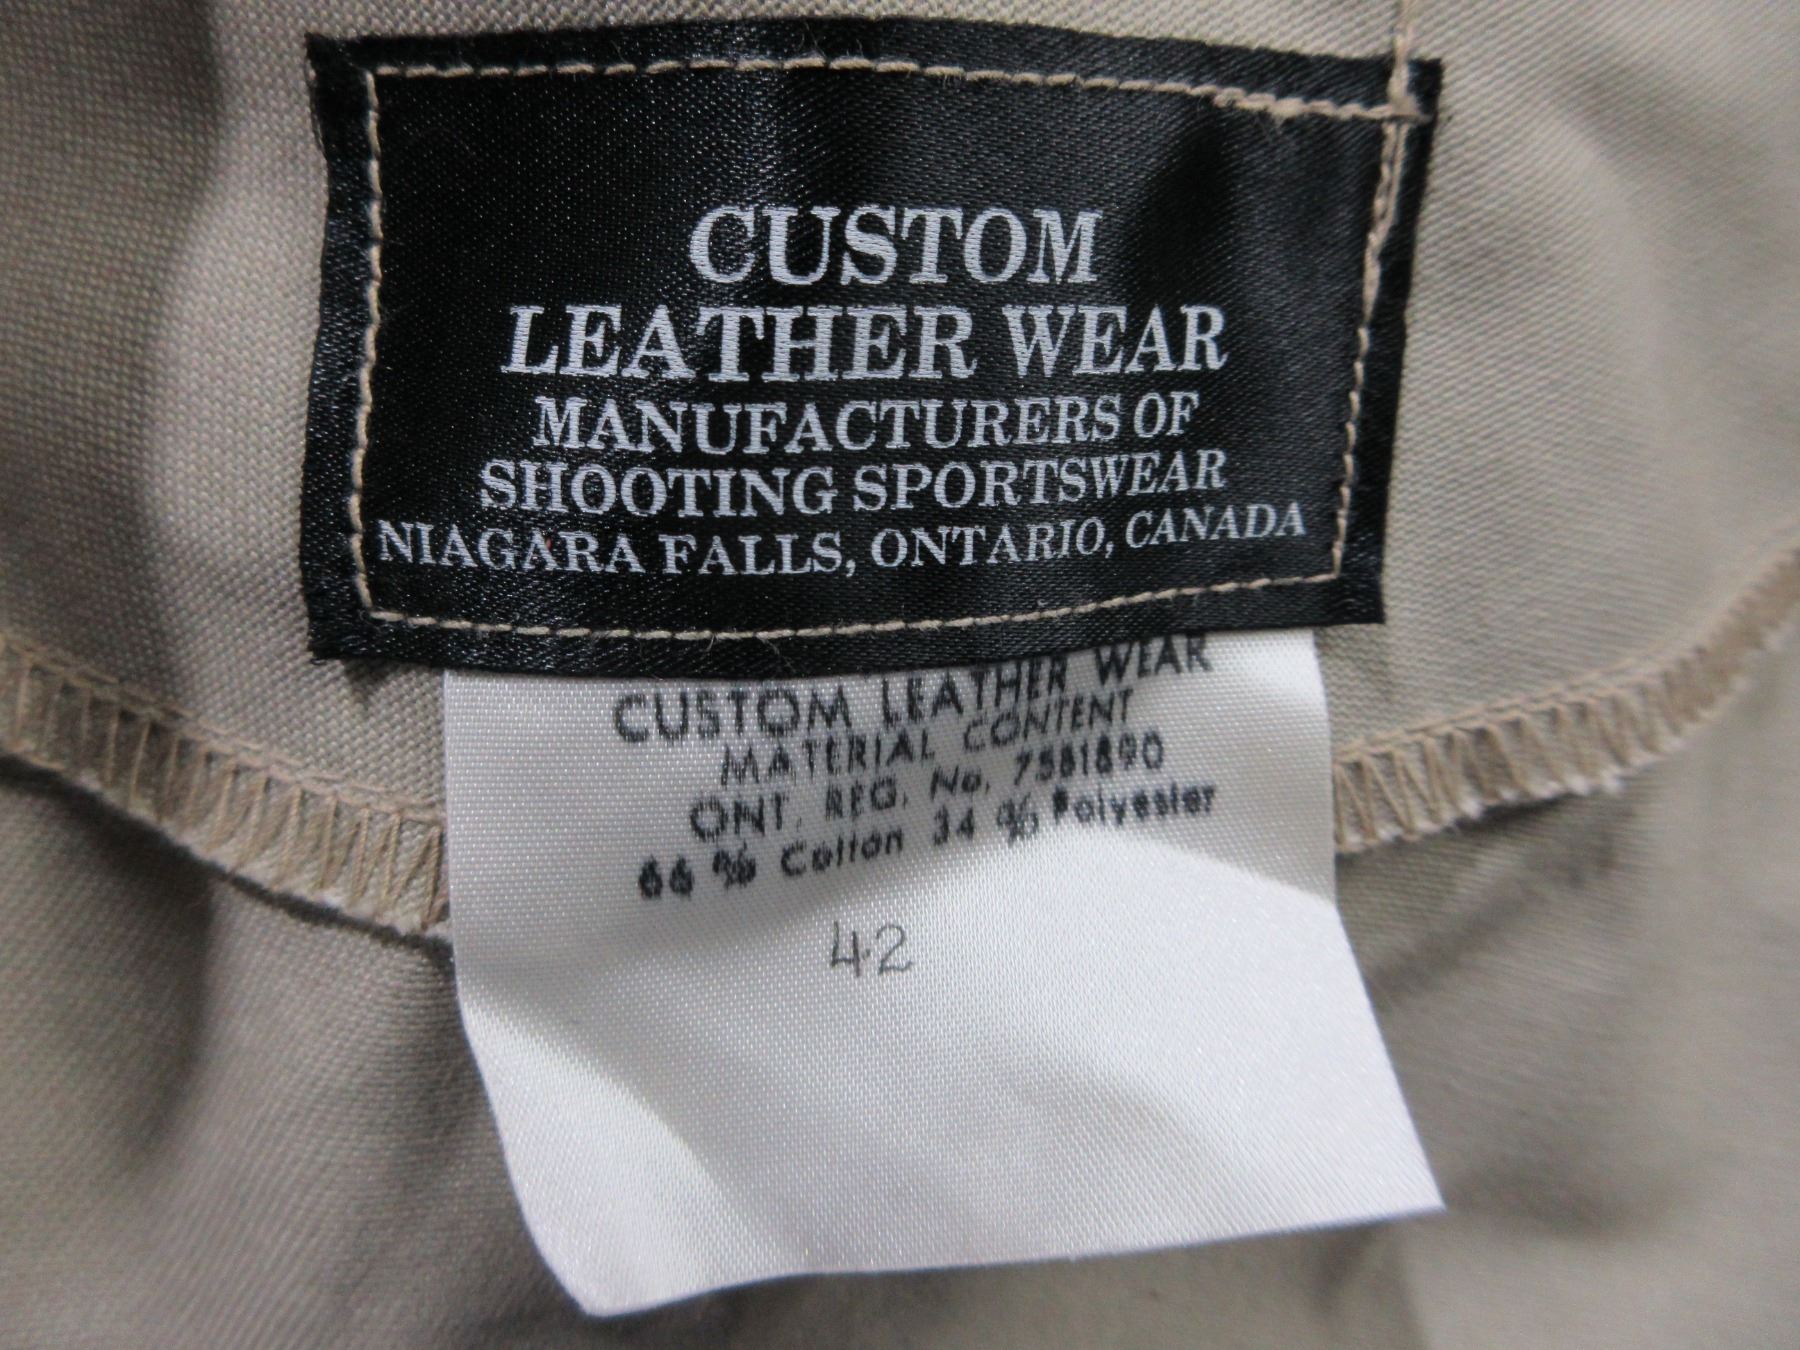 CUSTOM
LEATHER WEAR
MANUFACTURERS OF
SHOOTING SPORTSWEAR
NIAGARA FALLS, ONTARIO, CANADA
CUSTOM LEATHER WEAR
MATERIAL CONTENT
ONT. REG. No. 7581890
66 % Cotton 34 % Polyester
42